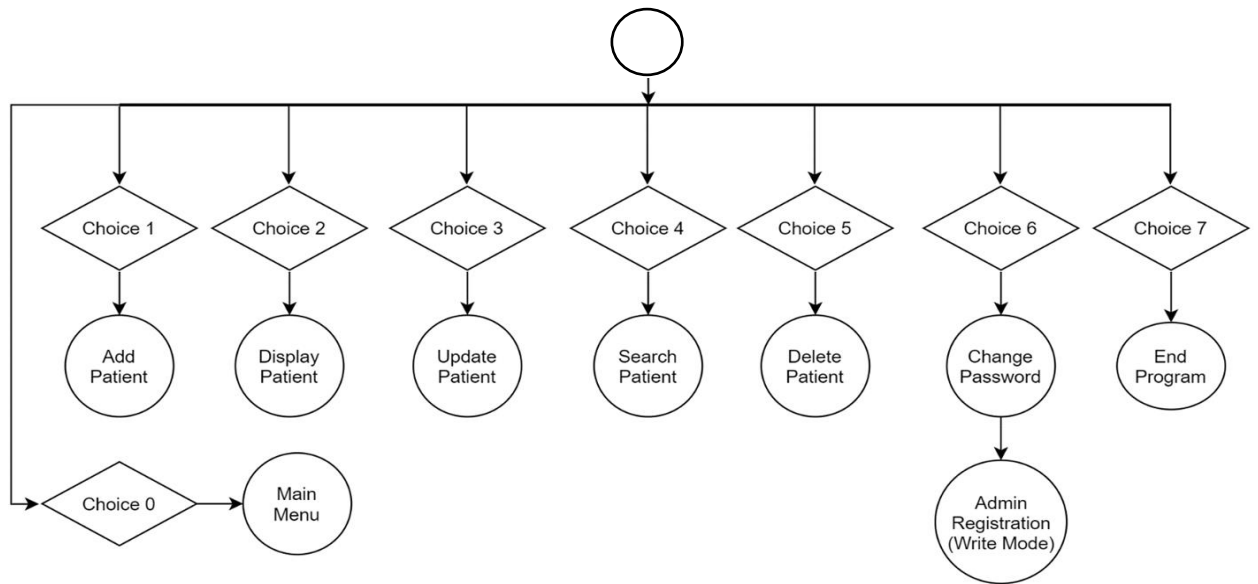 Choice 1
Choice 2
Choice 3
Choice 4
Choice 5
Choice 6
Choice 7
Add
Patient
Display
Patient
Update
Patient
Search
Patient
Delete
Patient
Change
Password
End
Program
Choice 0
Main
Menu
Admin
Registration
(Write Mode)